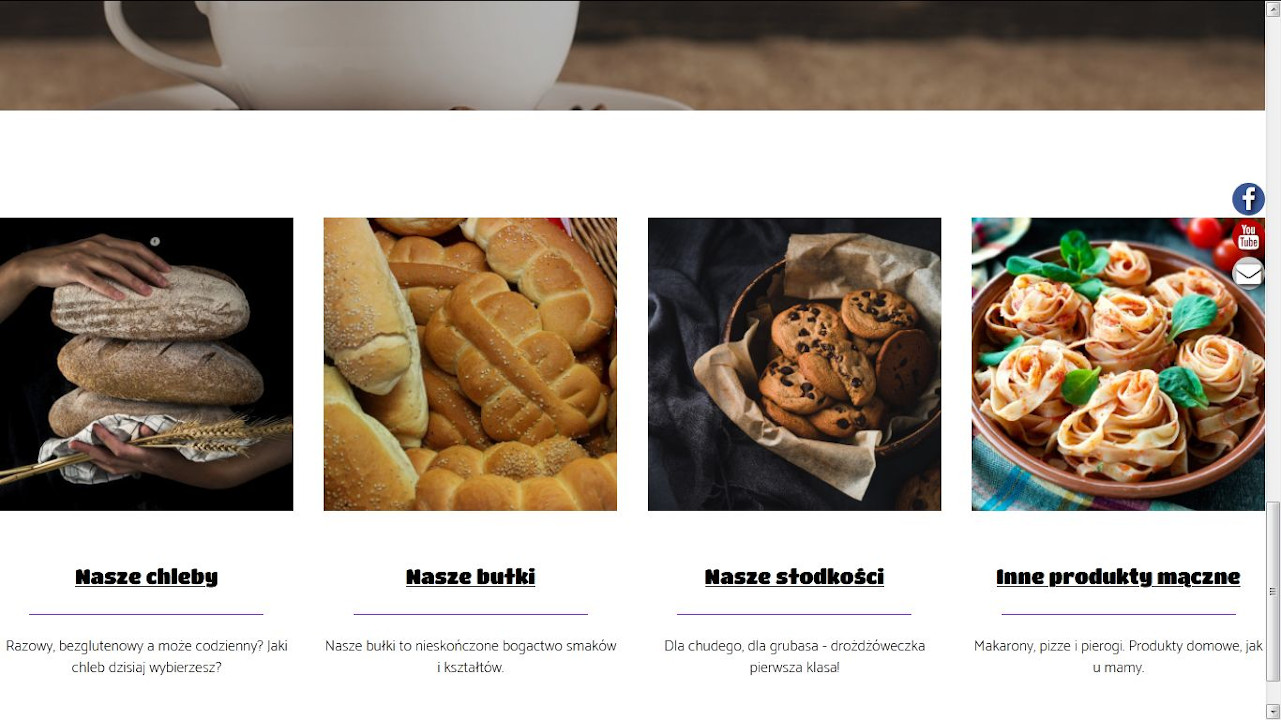 You
Tube
Nasze chleby
Nasze bułki
Nasze słodkości
Inne produkty mączne
Razowy, bezglutenowy a może codzienny? Jaki
chleb dzisiaj wybierzesz?
Nasze bułki to nieskończone bogactwo smaków
i kształtów.
Dla chudego, dla grubasa - drożdżóweczka
pierwsza klasa!
Makarony, pizze i pierogi. Produkty domowe, jak
u mamy.